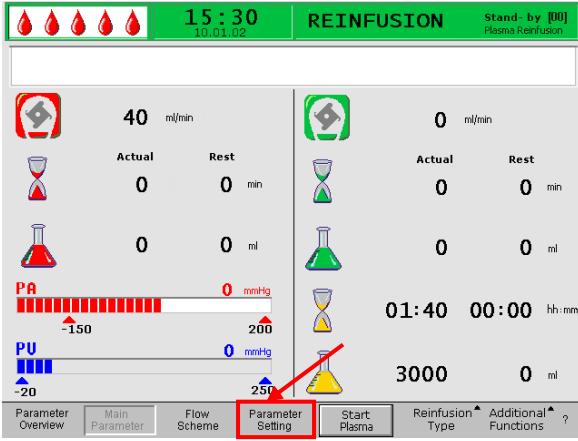 15:30
10.01.02
REINFUSION
Stand- by [00]
Plasma Reinfusion
40 ml/min
0 ml/min
Actual Rest
0 0 min
Actual Rest
0 0 min
0 0 ml
0 0 ml
PA 0 mmHg
-150 200
01:40 00:00 hh:mm
PV 0 mmHg
-20 250
3000 0 ml
Parameter Overview
Main Parameter
Flow Scheme
Parameter Setting
Start Plasma
Reinfusion Type
Additional Functions
?